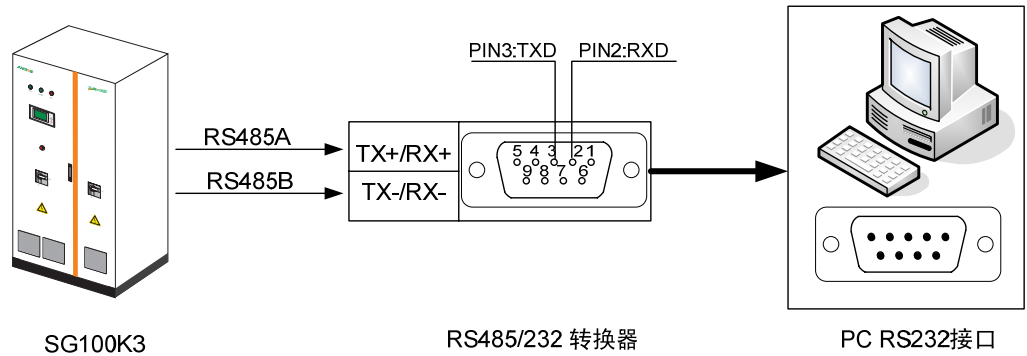 PIN3:TXD PIN2:RXD
RS485A
TX+/RX+
5 4 3 2 1
9 8 7 6
RS485B
TX-/RX-
SG100K3
RS485/232 转换器
PC RS232接口